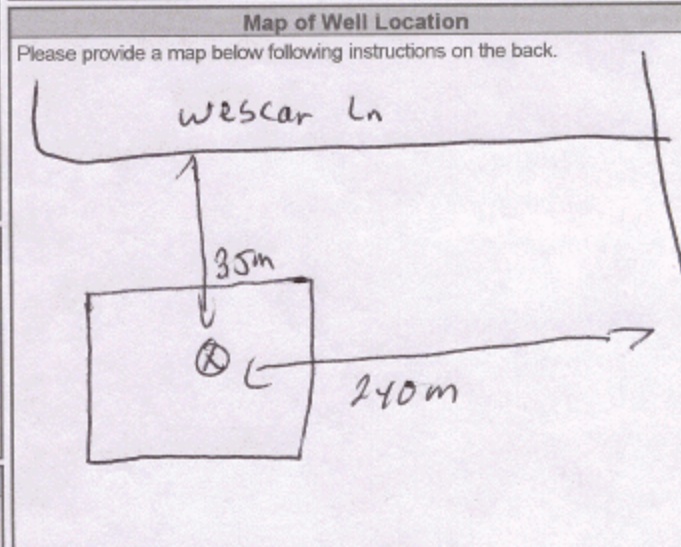 Map of Well Location
Please provide a map below following instructions on the back.
Wescar Ln
35m
240m